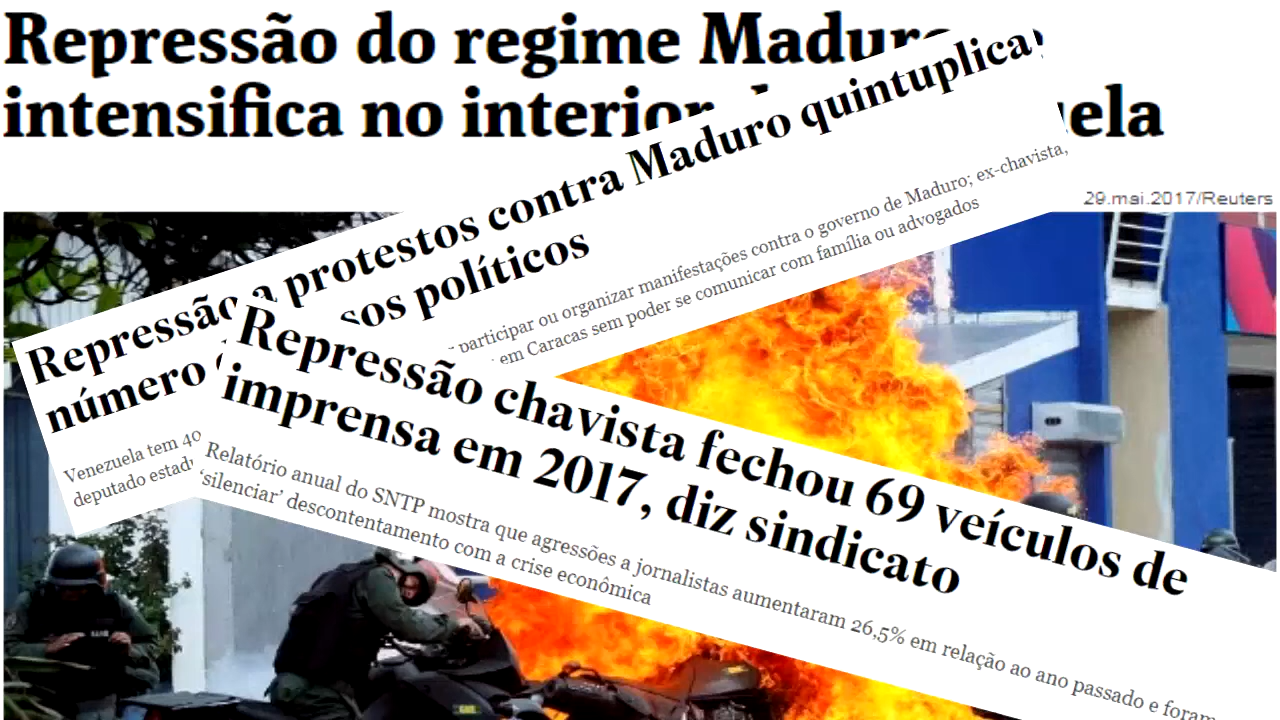 Repressão do regime Maduro
intensifica no interior
29.mai.2017/Reuters
Repressão a protestos contra Maduro quintuplica
número
políticos
Venezuela tem 40
participar ou organizar manifestações contra o governo de Maduro; ex-chavista,
deputado
em Caracas sem poder se comunicar com família ou advogados
Repressão chavista fechou 69 veículos de
imprensa em 2017, diz sindicato
Relatório anual do SNTP mostra que agressões a jornalistas aumentaram 26,5% em relação ao ano passado e foram
‘silenciar’ descontentamento com a crise econômica